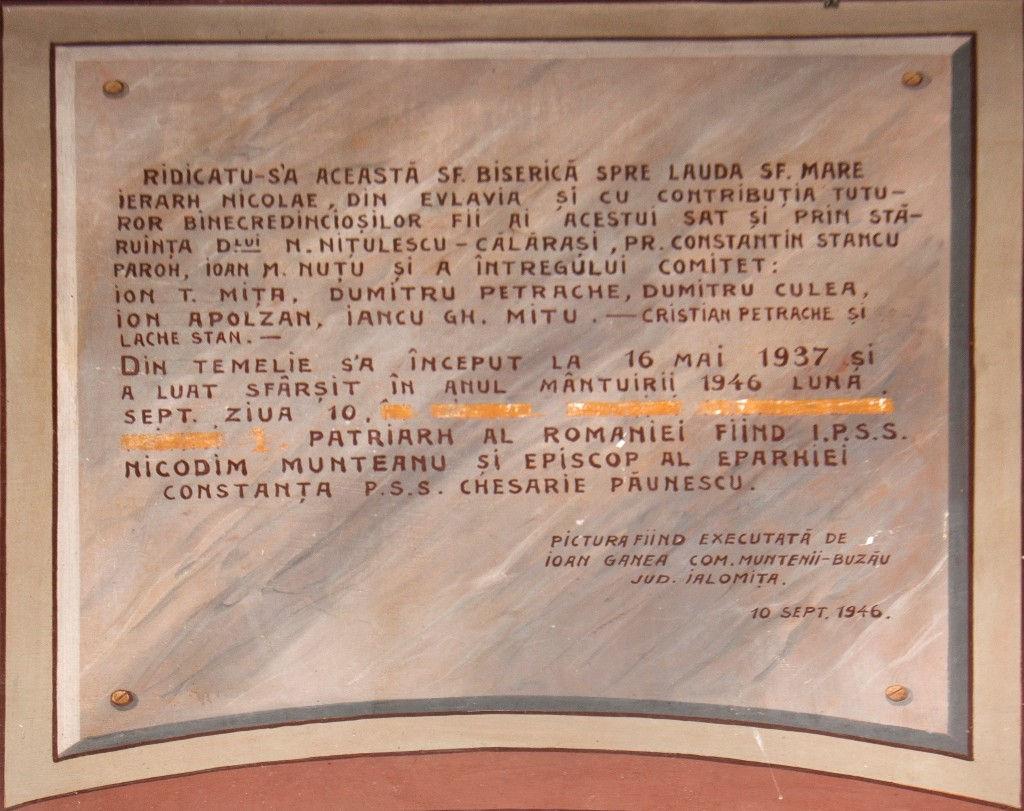 RIDICATU-S'A ACEASTĂ SF. BISERICĂ SPRE LAUDA SF. MARE
IERARH NICOLAE, DIN EVLAVIA ȘI CU CONTRIBUȚIA TUTU-
ROR BINECREDINCIOȘILOR FII AI ACESTUI SAT ȘI PRIN STĂ-
RUINȚA DLUI N. NIȚULESCU-CĂLĂRAȘI, PR. CONSTANTIN STANCU
PAROH, IOAN M. NUȚU ȘI A ÎNTREGULUI COMITET:
ION T. MIȚA, DUMITRU PETRACHE, DUMITRU CULEA,
ION APOLZAN, IANCU GH. MITU. — CRISTIAN PETRACHE ȘI
LACHE STAN. —
DIN TEMELIE S'A ÎNCEPUT LA 16 MAI 1937 ȘI
A LUAT SFÂRȘIT ÎN ANUL MÂNTUIRII 1946 LUNA
SEPT. ZIUA 10,
PATRIARH AL ROMANIEI FIIND I.P.S.S.
NICODIM MUNTEANU ȘI EPISCOP AL EPARHIEI
CONSTANȚA P.S.S. CHESARIE PĂUNESCU.
PICTURA FIIND EXECUTATĂ DE
IOAN GANEA COM. MUNTENII-BUZĂU
JUD. IALOMIȚA.
10 SEPT. 1946.